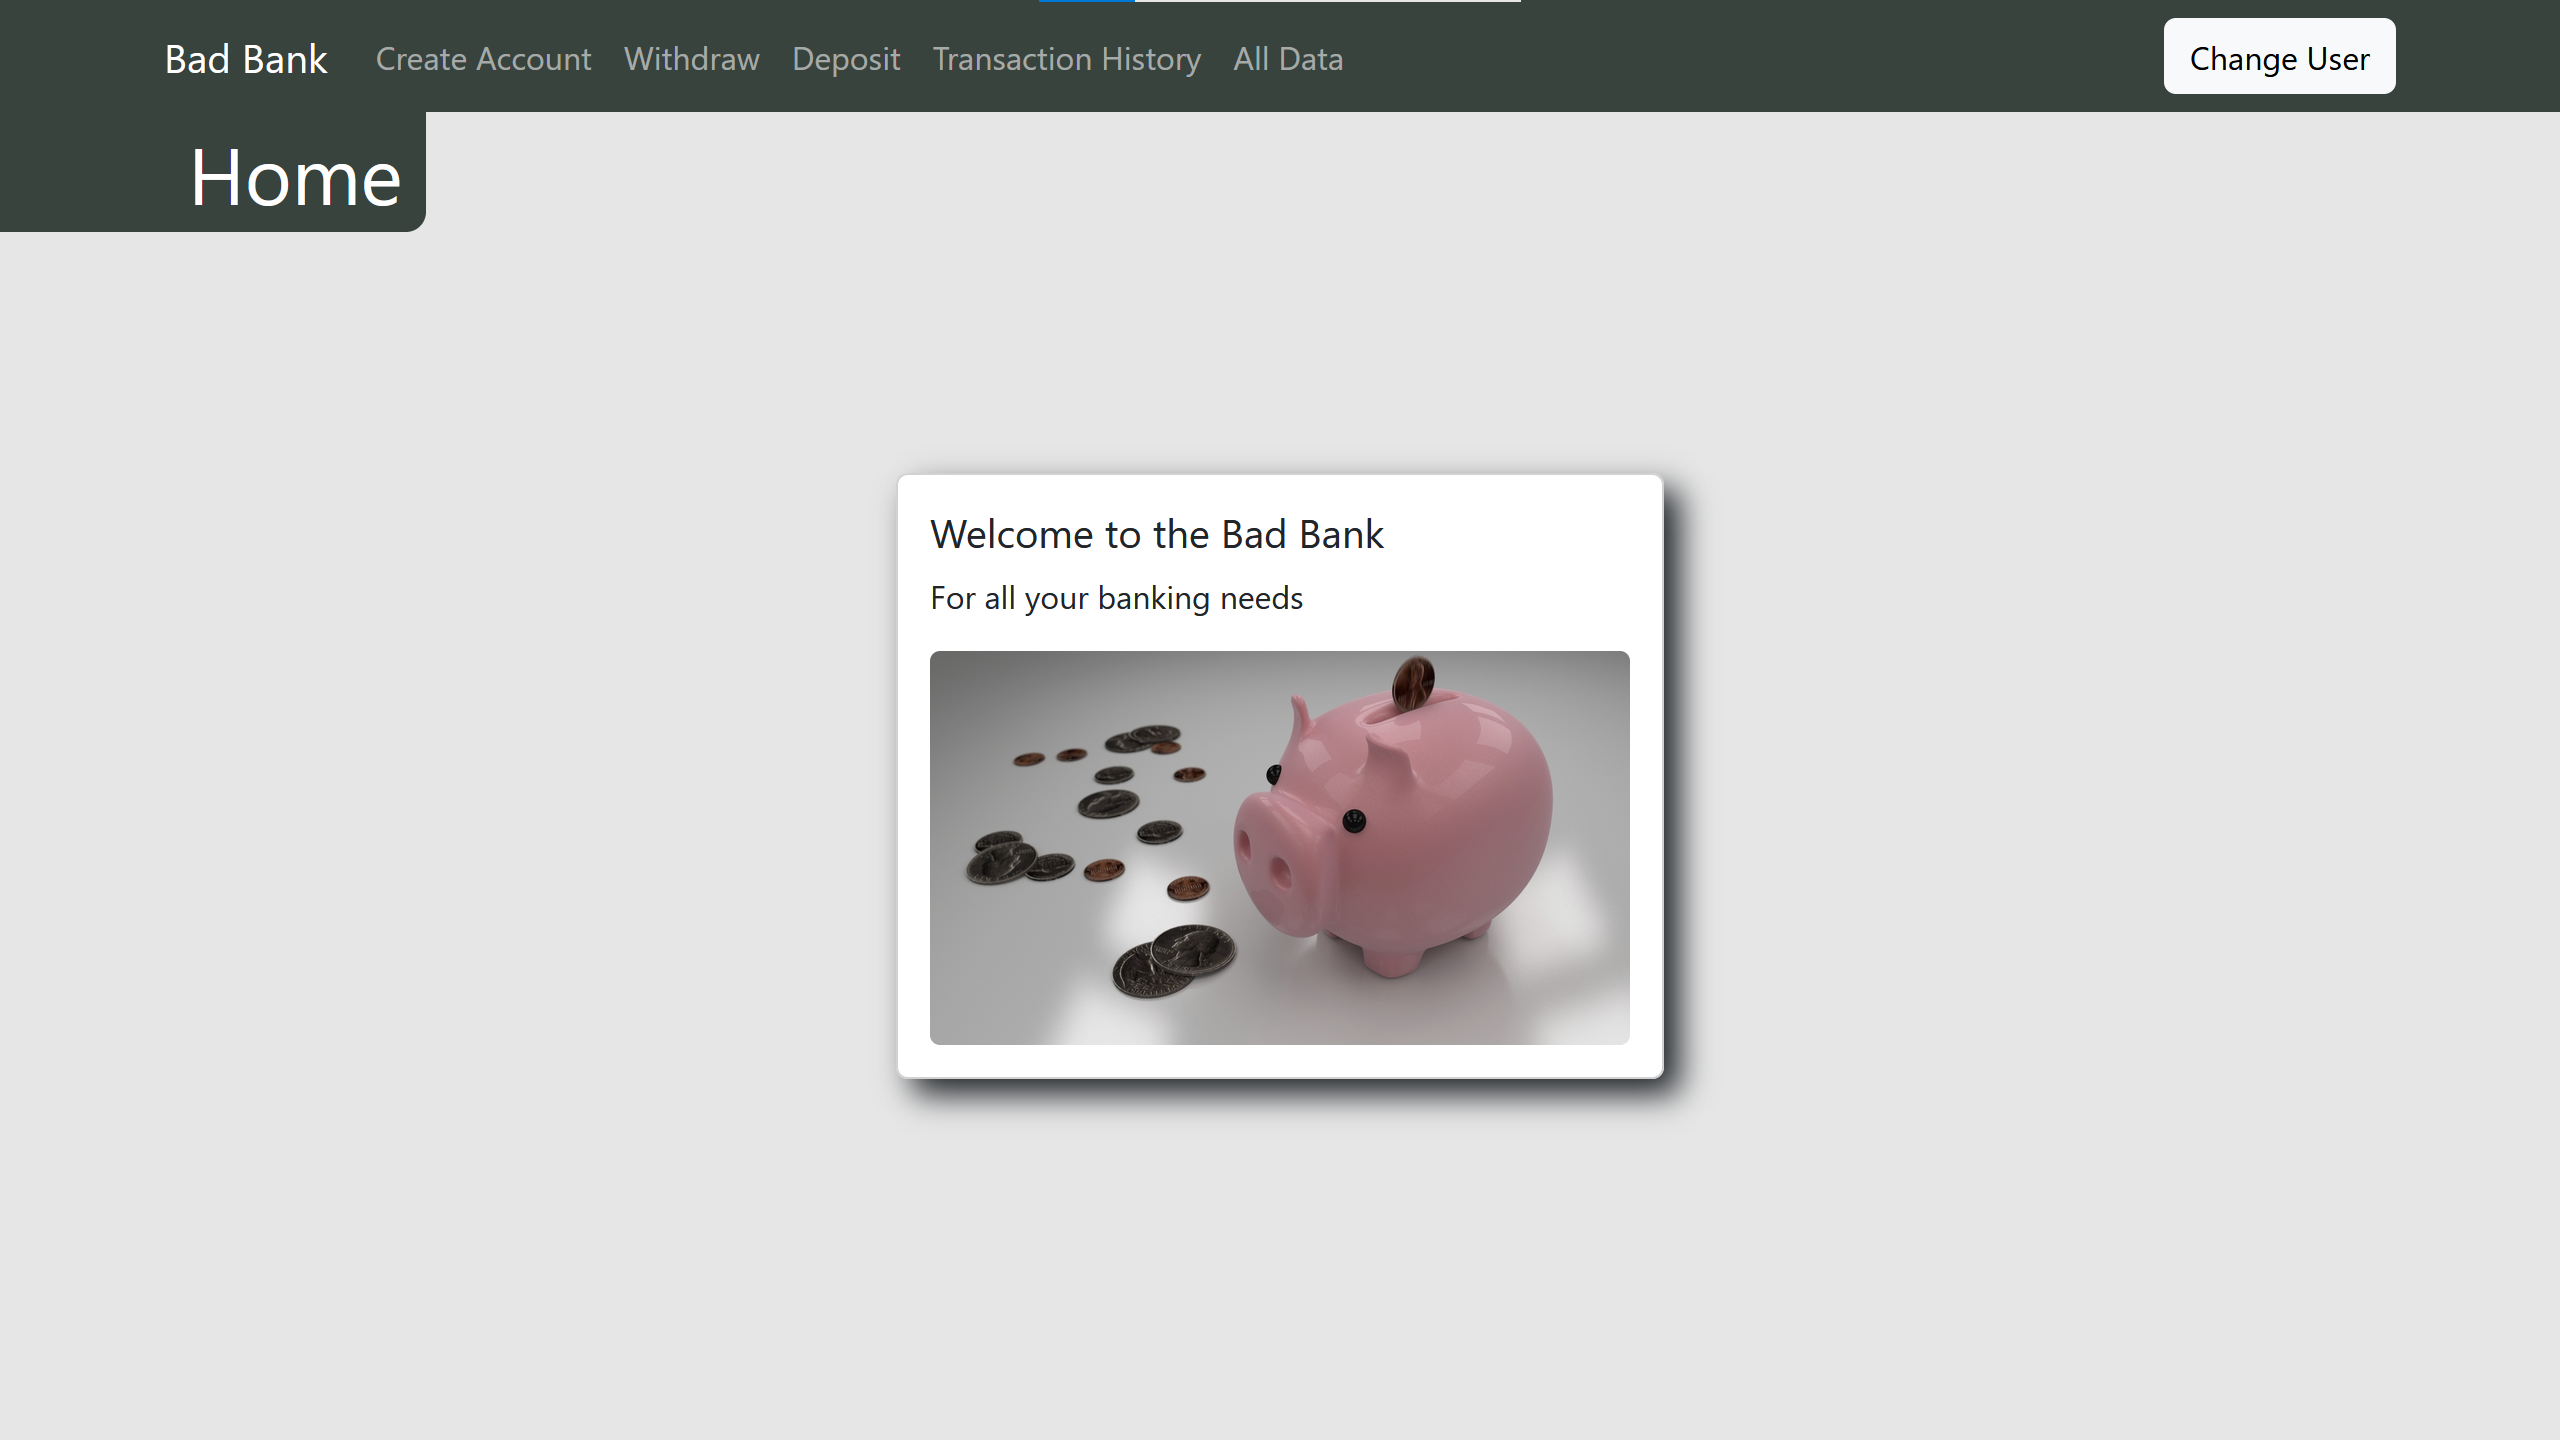 Bad Bank Create Account Withdraw Deposit Transaction History All Data Change User
Home
Welcome to the Bad Bank
For all your banking needs